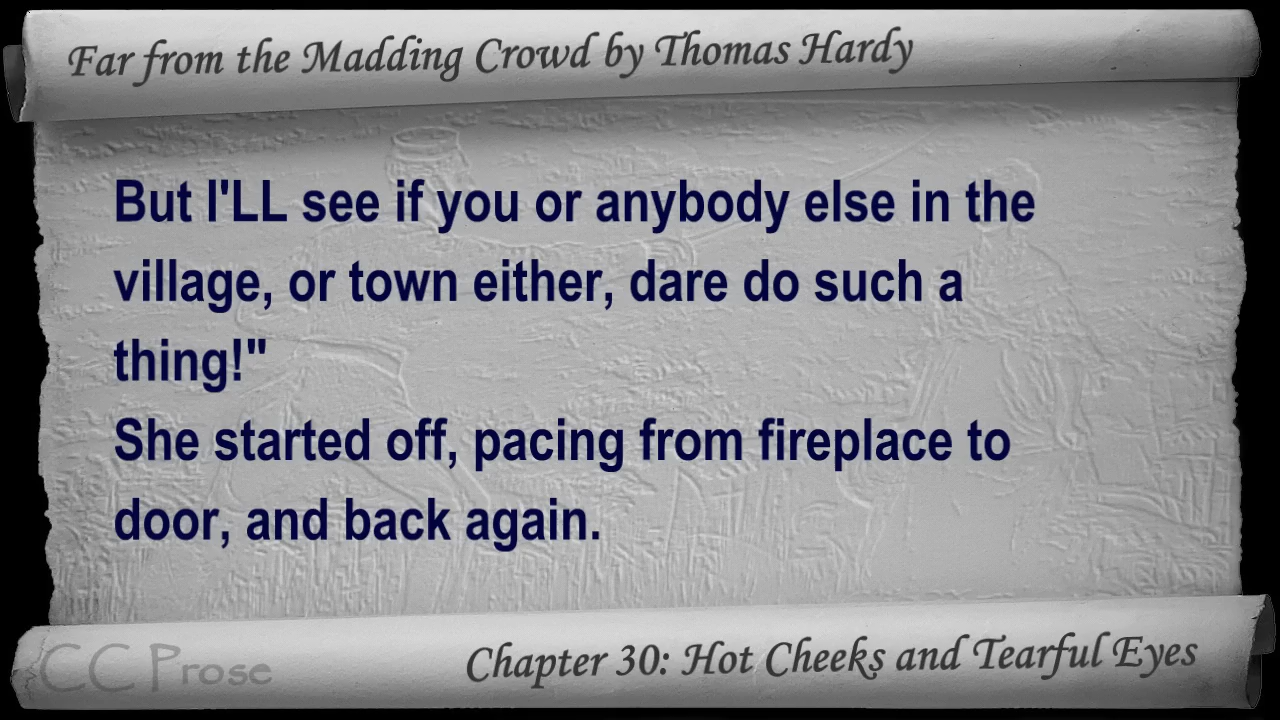 Far from the Madding Crowd by Thomas Hardy
But I'LL see if you or anybody else in the
village, or town either, dare do such a
thing!"
She started off, pacing from fireplace to
door, and back again.
CC Prose
Chapter 30: Hot Cheeks and Tearful Eyes